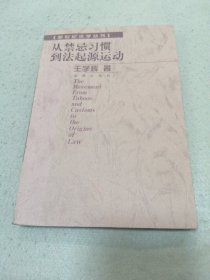 从禁忌习惯
到法起源运动
王学辉 著
The
Movement
From
Taboos
and
Customs
to
the
Origins
of
Law